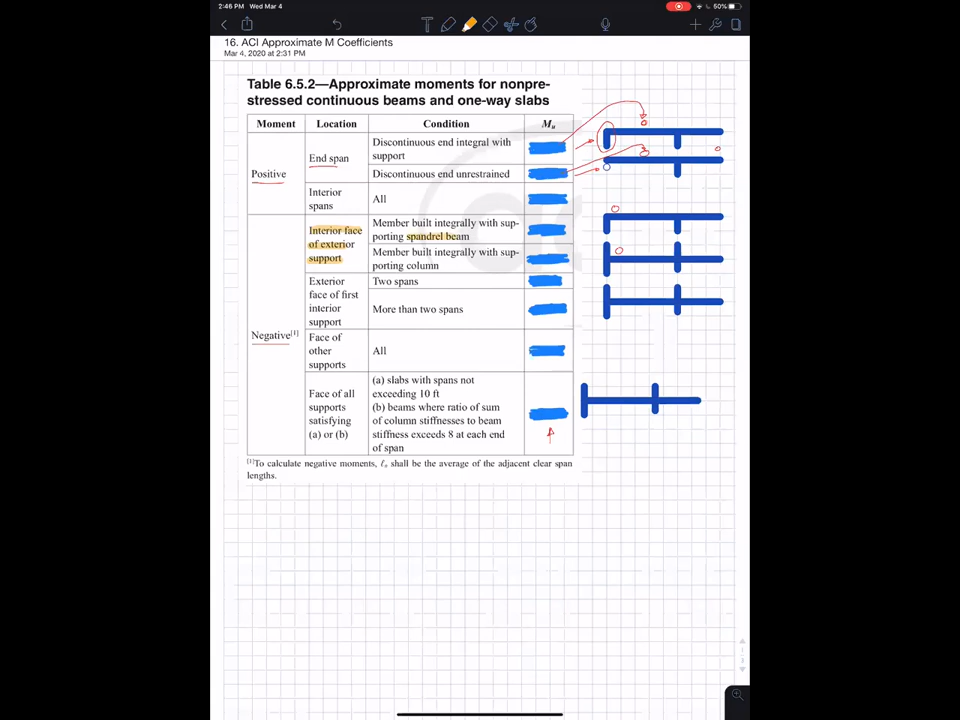 2:46 PM Wed Mar 4
50%
16. ACI Approximate M Coefficients
Mar 4, 2020 at 2:31 PM
Table 6.5.2—Approximate moments for nonpre-
stressed continuous beams and one-way slabs
Moment Location Condition Mu
Positive
End span
Discontinuous end integral with
support
Discontinuous end unrestrained
Interior
spans
All
Negative[1]
Interior face
of exterior
support
Member built integrally with sup-
porting spandrel beam
Member built integrally with sup-
porting column
Exterior
face of first
interior
support
Two spans
More than two spans
Face of
other
supports
All
Face of all
supports
satisfying
(a) or (b)
(a) slabs with spans not
exceeding 10 ft
(b) beams where ratio of sum
of column stiffnesses to beam
stiffness exceeds 8 at each end
of span
[1]To calculate negative moments, ℓn shall be the average of the adjacent clear span
lengths.